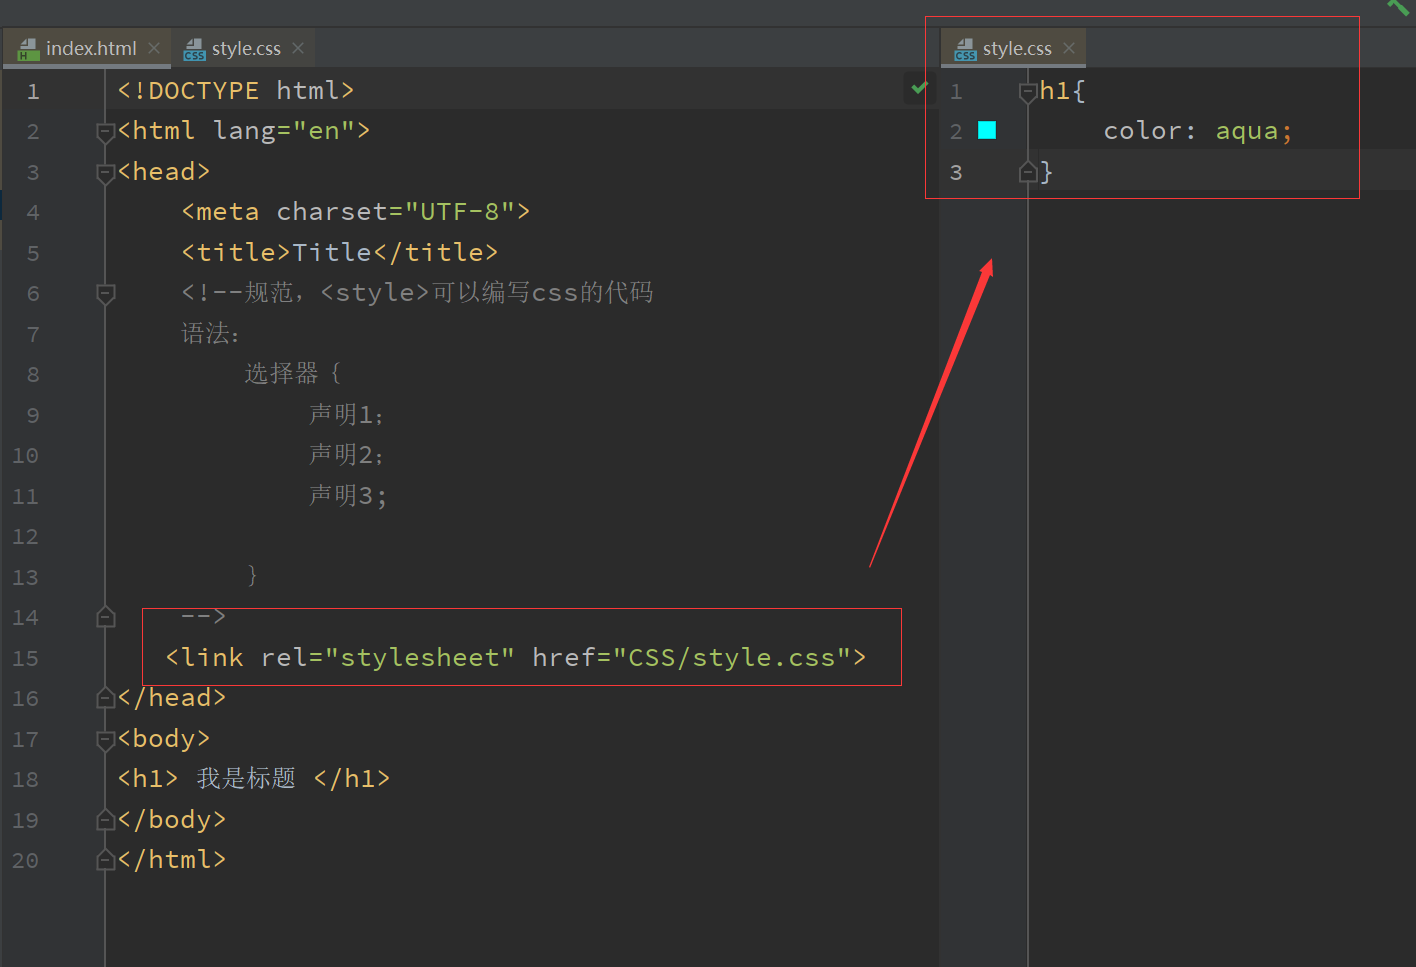 index.html
style.css
1 <!DOCTYPE html>
2 <html lang="en">
3 <head>
4 <meta charset="UTF-8">
5 <title>Title</title>
6 <!--规范，<style>可以编写css的代码
7 语法：
8 选择器 {
9 声明1；
10 声明2；
11 声明3；
12
13 }
14 -->
15 <link rel="stylesheet" href="CSS/style.css">
16 </head>
17 <body>
18 <h1> 我是标题 </h1>
19 </body>
20 </html>
style.css
1 h1{
2 color: aqua;
3 }